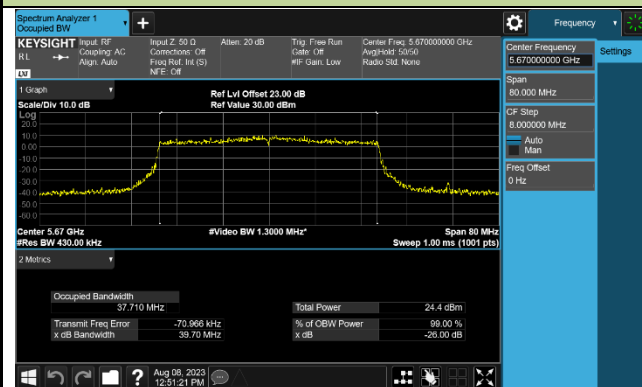 Spectrum Analyzer 1
Occupied BW
Frequency
KEYSIGHT
Input: RF
Input Z: 50 Ω
Atten: 20 dB
Trig: Free Run
Center Freq: 5.670000000 GHz
RL
Coupling: AC
Corrections: Off
Gate: Off
Avg|Hold: 50/50
Align: Auto
Freq Ref: Int (S)
#IF Gain: Low
Radio Std: None
LXI
NFE: Off
Center Frequency
5.670000000 GHz
Settings
Span
80.000 MHz
CF Step
8.000000 MHz
Auto
Man
Freq Offset
0 Hz
1 Graph
Ref Lvl Offset 23.00 dB
Scale/Div 10.0 dB
Ref Value 30.00 dBm
Log
20.0
10.0
0.00
-10.0
-20.0
-30.0
-40.0
-50.0
-60.0
Center 5.67 GHz
#Video BW 1.3000 MHz*
Span 80 MHz
#Res BW 430.00 kHz
Sweep 1.00 ms (1001 pts)
2 Metrics
Occupied Bandwidth
37.710 MHz
Total Power
24.4 dBm
Transmit Freq Error
-70.966 kHz
% of OBW Power
99.00 %
x dB Bandwidth
39.70 MHz
x dB
-26.00 dB
Aug 08, 2023
12:51:21 PM